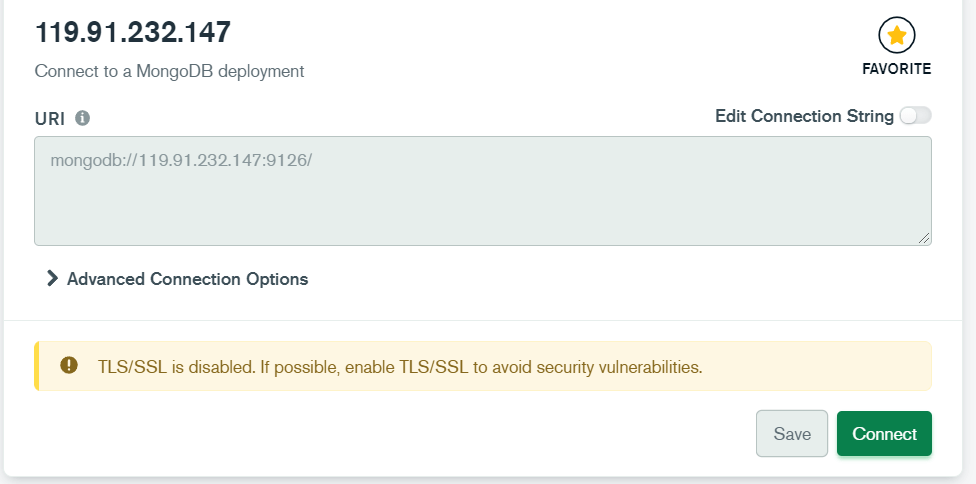 119.91.232.147
Connect to a MongoDB deployment
FAVORITE
URI
Edit Connection String
mongodb://119.91.232.147:9126/
Advanced Connection Options
TLS/SSL is disabled. If possible, enable TLS/SSL to avoid security vulnerabilities.
Save
Connect